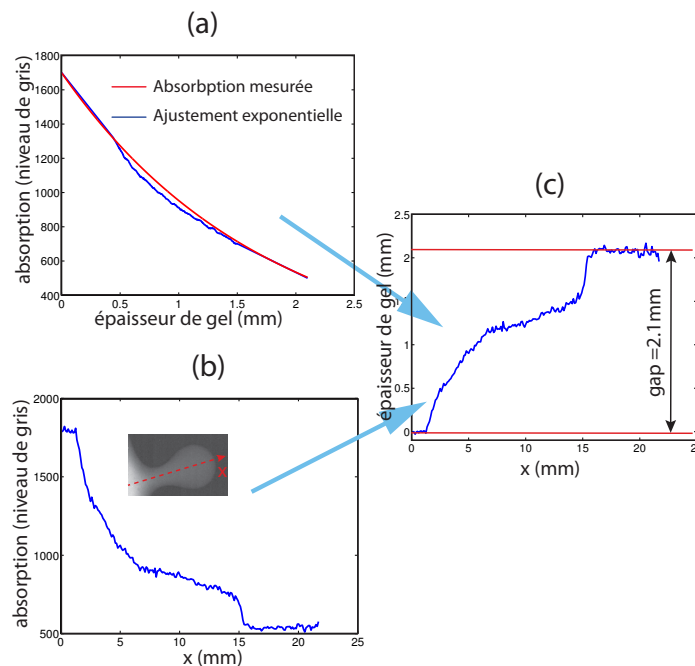 (a)
absorption (niveau de gris)
1800
1600
1400
1200
1000
800
600
400
Absorbption mesurée
Ajustement exponentielle
0
0.5
1
1.5
2
2.5
épaisseur de gel (mm)
(b)
absorption (niveau de gris)
2000
1500
1000
500
x
0
5
10
15
20
25
x (mm)
(c)
épaisseur de gel (mm)
2.5
2
1
0.5
0
gap =2.1mm
0
5
10
15
20
25
x (mm)